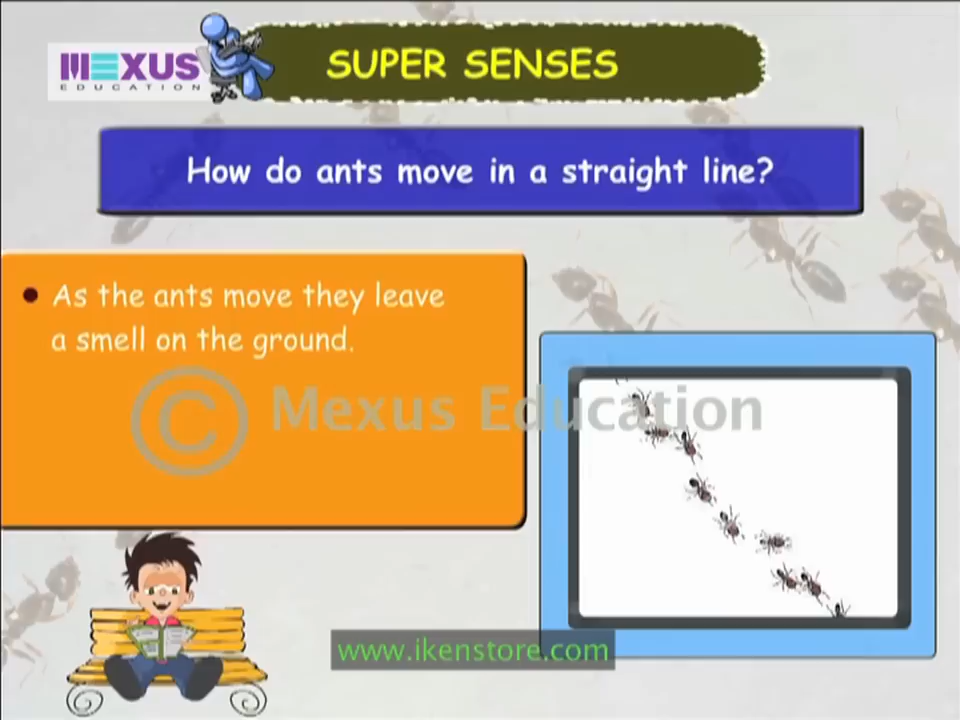 MEXUS
EDUCATION
SUPER SENSES
How do ants move in a straight line?
As the ants move they leave
a smell on the ground.
© Mexus Education
www.ikenstore.com